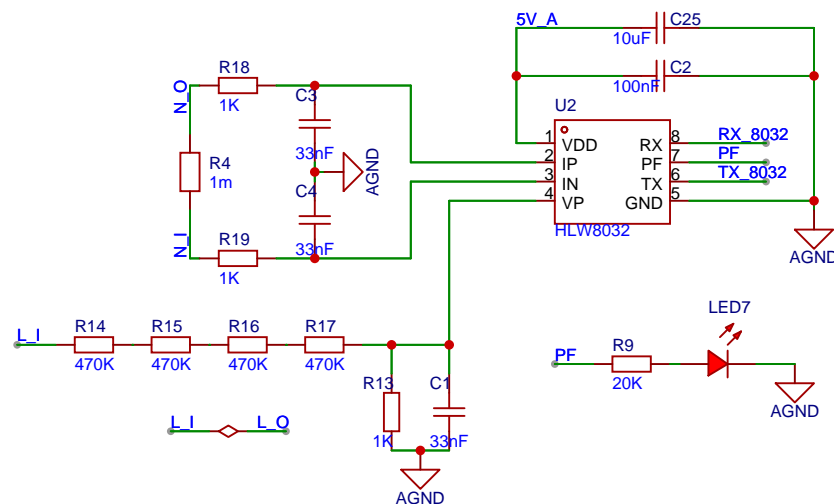 5V_A
C25
10uF
C2
100nF
U2
1 VDD RX 8 RX_8032
2 IP PF 7 PF
3 IN TX 6 TX_8032
4 VP GND 5
HLW8032
AGND
N_O
R18
1K
C3
33nF
R4
1m
AGND
C4
33nF
N_I
R19
1K
L_I
R14
470K
R15
470K
R16
470K
R17
470K
R13
1K
C1
33nF
AGND
L_I L_O
PF
R9
20K
LED7
AGND